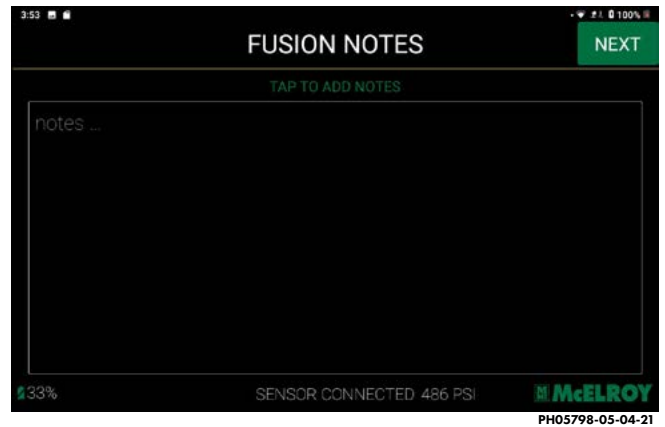 3:53 100%
FUSION NOTES
NEXT
TAP TO ADD NOTES
notes ...
33%
SENSOR CONNECTED 486 PSI
McELROY
PH05798-05-04-21